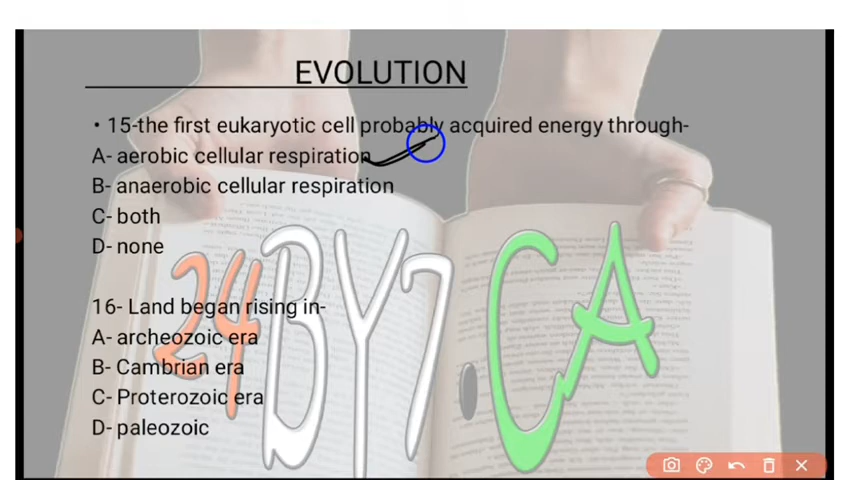 EVOLUTION
• 15-the first eukaryotic cell probably acquired energy through-
A- aerobic cellular respiration
B- anaerobic cellular respiration
C- both
D- none
16- Land began rising in-
A- archeozoic era
B- Cambrian era
C- Proterozoic era
D- paleozoic
24BY7.CA